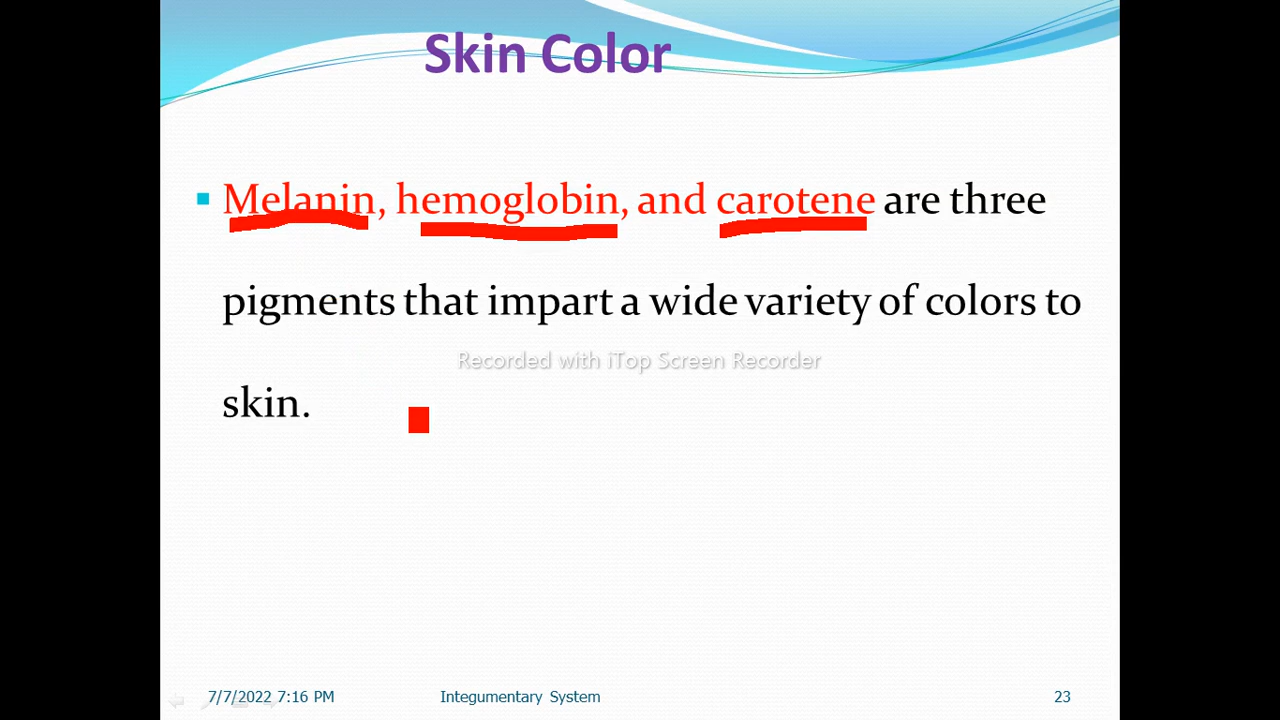 Skin Color
▪ Melanin, hemoglobin, and carotene are three
pigments that impart a wide variety of colors to
Recorded with iTop Screen Recorder
skin.
7/7/2022 7:16 PM Integumentary System 23